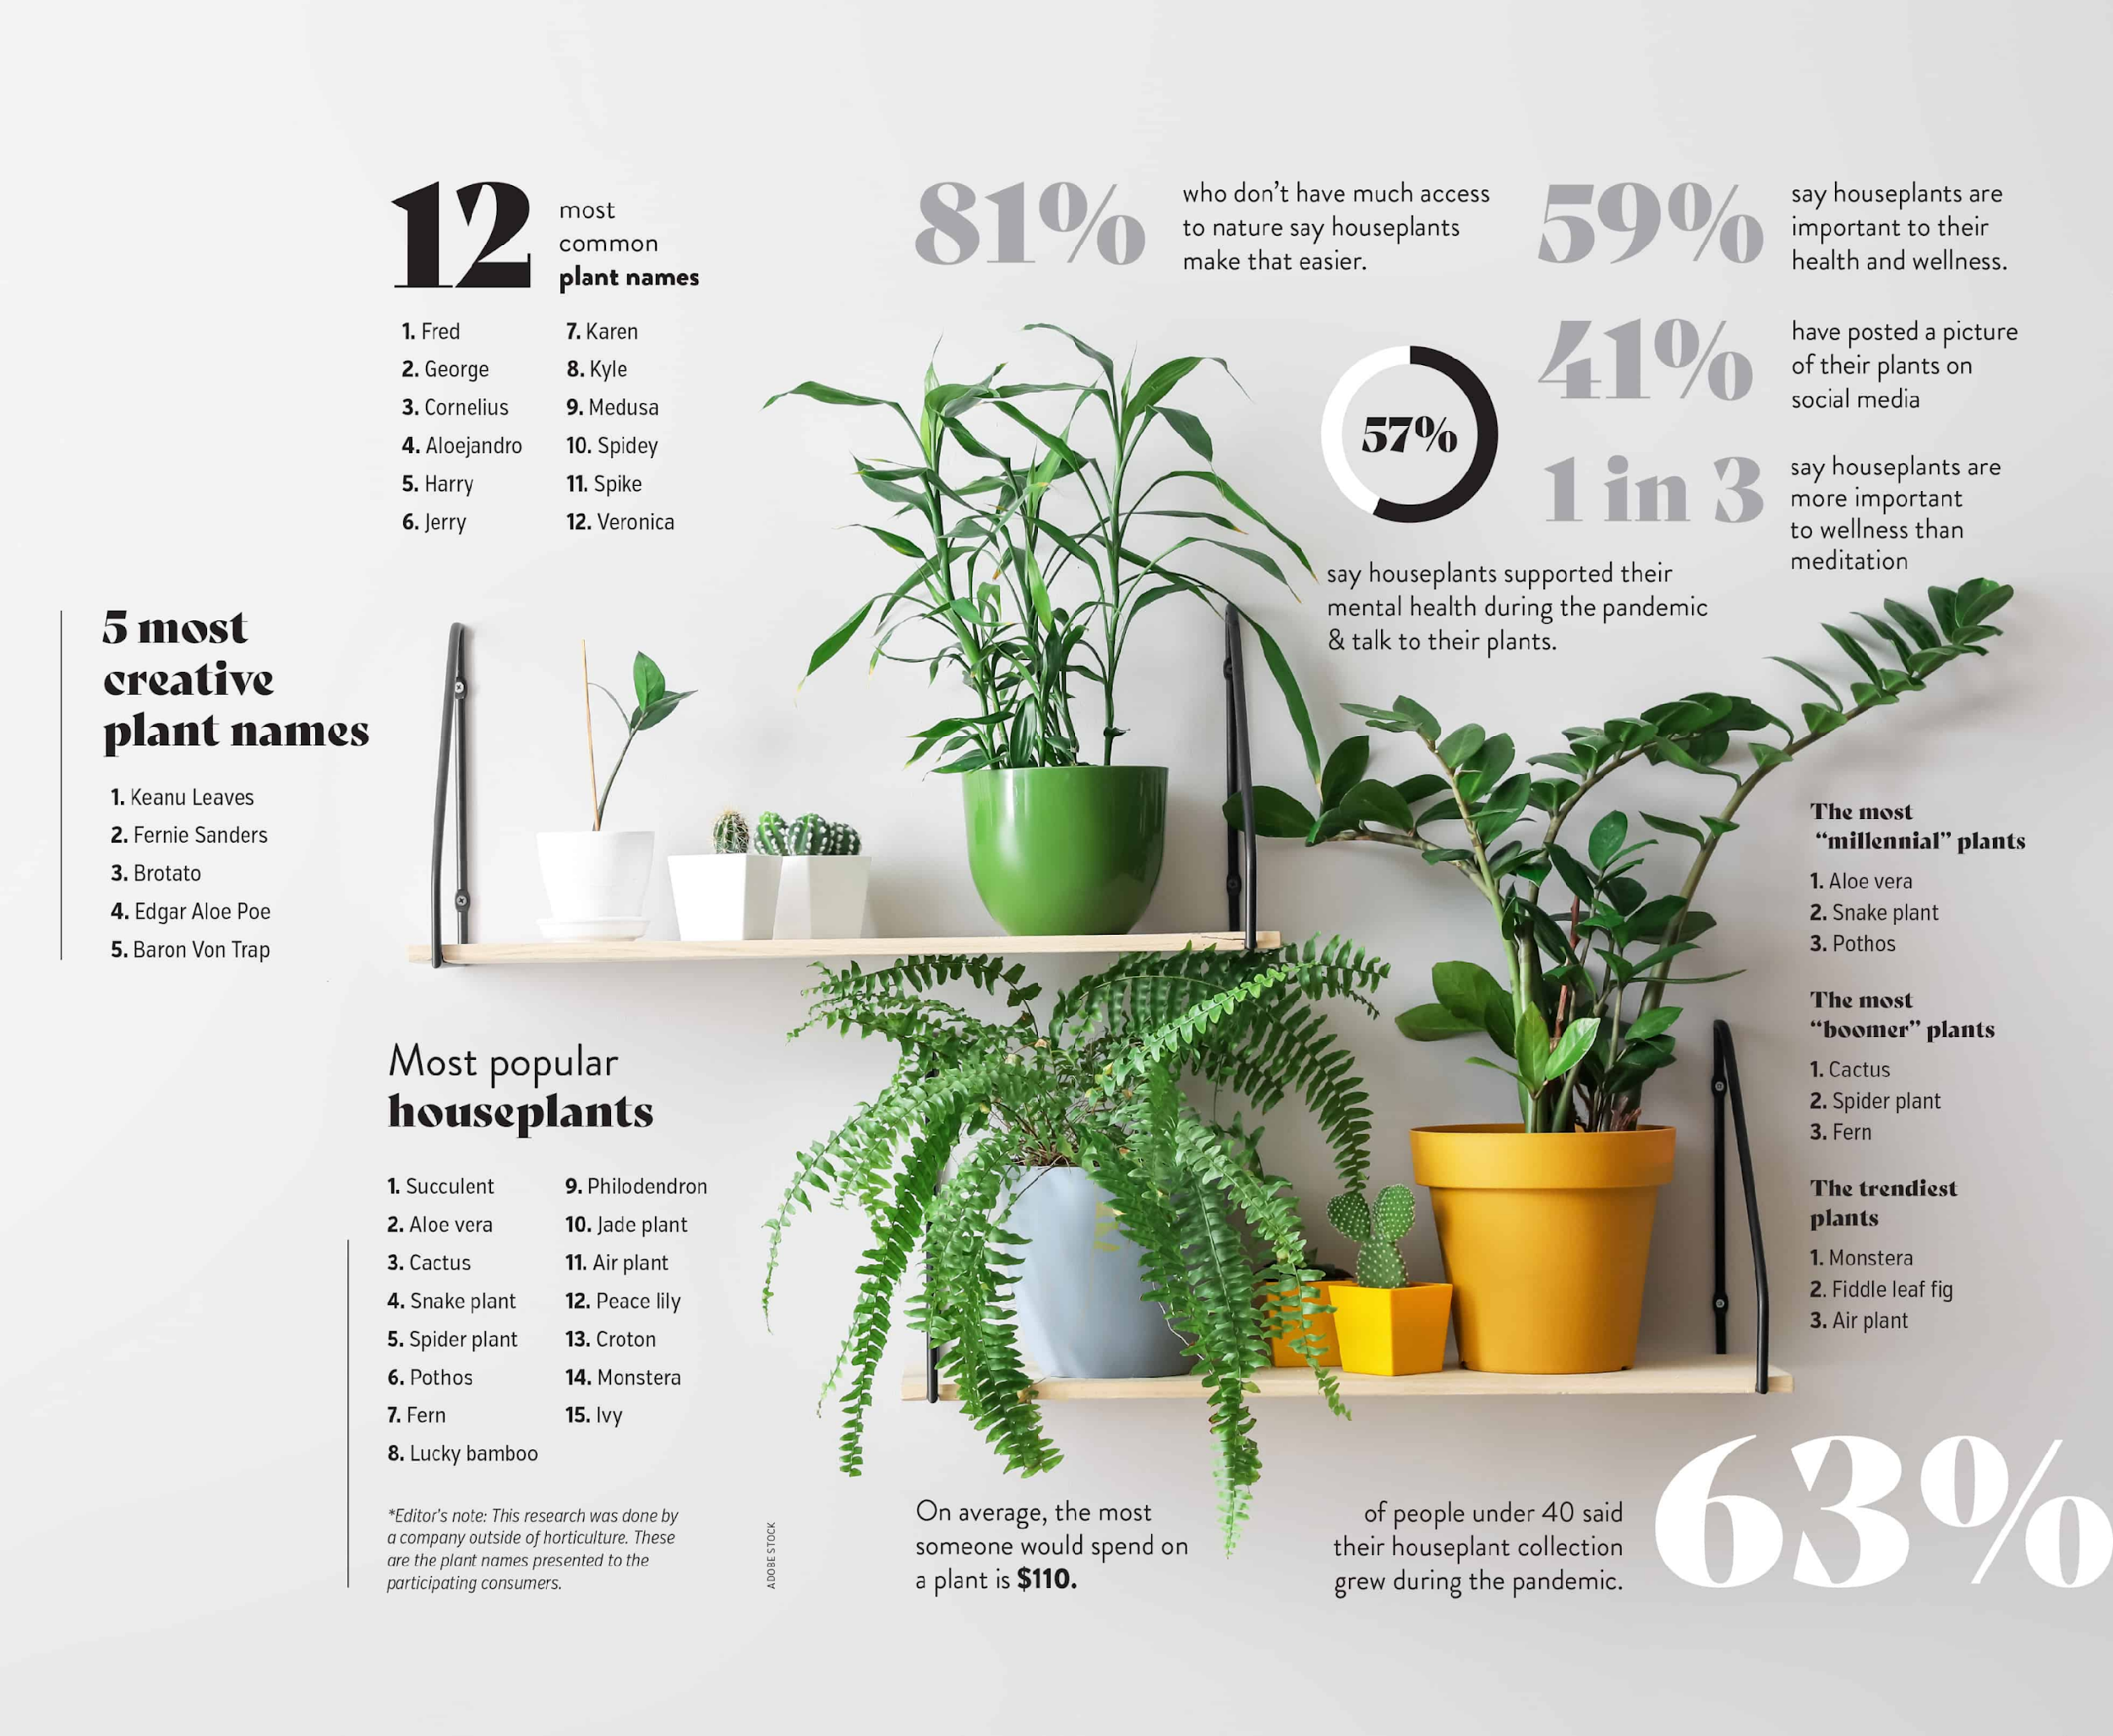 12
most
common
plant names
1. Fred
2. George
3. Cornelius
4. Aloejandro
5. Harry
6. Jerry
7. Karen
8. Kyle
9. Medusa
10. Spidey
11. Spike
12. Veronica
81%
who don't have much access
to nature say houseplants
make that easier.
59%
say houseplants are
important to their
health and wellness.
41%
have posted a picture
of their plants on
social media
1 in 3
say houseplants are
more important
to wellness than
meditation
57%
say houseplants supported their
mental health during the pandemic
& talk to their plants.
5 most
creative
plant names
1. Keanu Leaves
2. Fernie Sanders
3. Brotato
4. Edgar Aloe Poe
5. Baron Von Trap
The most
“millennial” plants
1. Aloe vera
2. Snake plant
3. Pothos
The most
“boomer” plants
1. Cactus
2. Spider plant
3. Fern
The trendiest
plants
1. Monstera
2. Fiddle leaf fig
3. Air plant
Most popular
houseplants
1. Succulent
2. Aloe vera
3. Cactus
4. Snake plant
5. Spider plant
6. Pothos
7. Fern
8. Lucky bamboo
9. Philodendron
10. Jade plant
11. Air plant
12. Peace lily
13. Croton
14. Monstera
15. Ivy
*Editor's note: This research was done by
a company outside of horticulture. These
are the plant names presented to the
participating consumers.
ADOBE STOCK
On average, the most
someone would spend on
a plant is $110.
of people under 40 said
their houseplant collection
grew during the pandemic.
63%